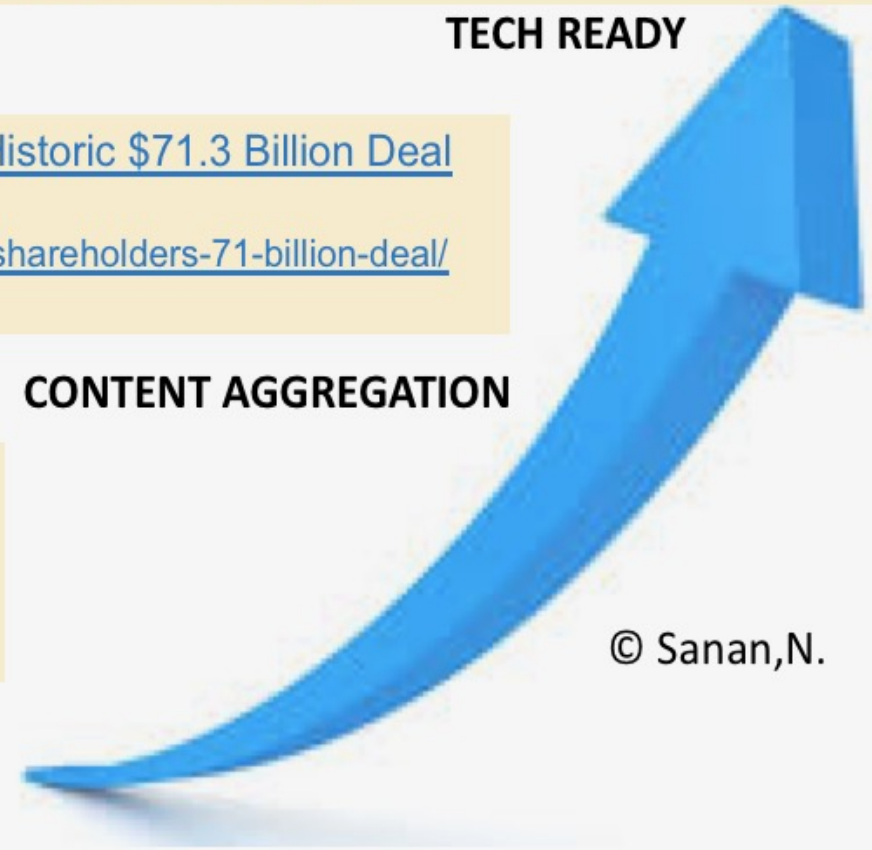 TECH READY
istoric $71.3 Billion Deal
shareholders-71-billion-deal/
CONTENT AGGREGATION
© Sanan,N.